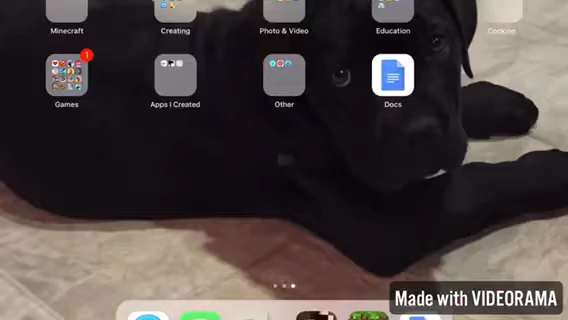 Minecraft Creating Photo & Video Education Cooking
1
Games Apps I Created Other Docs
Made with VIDEORAMA